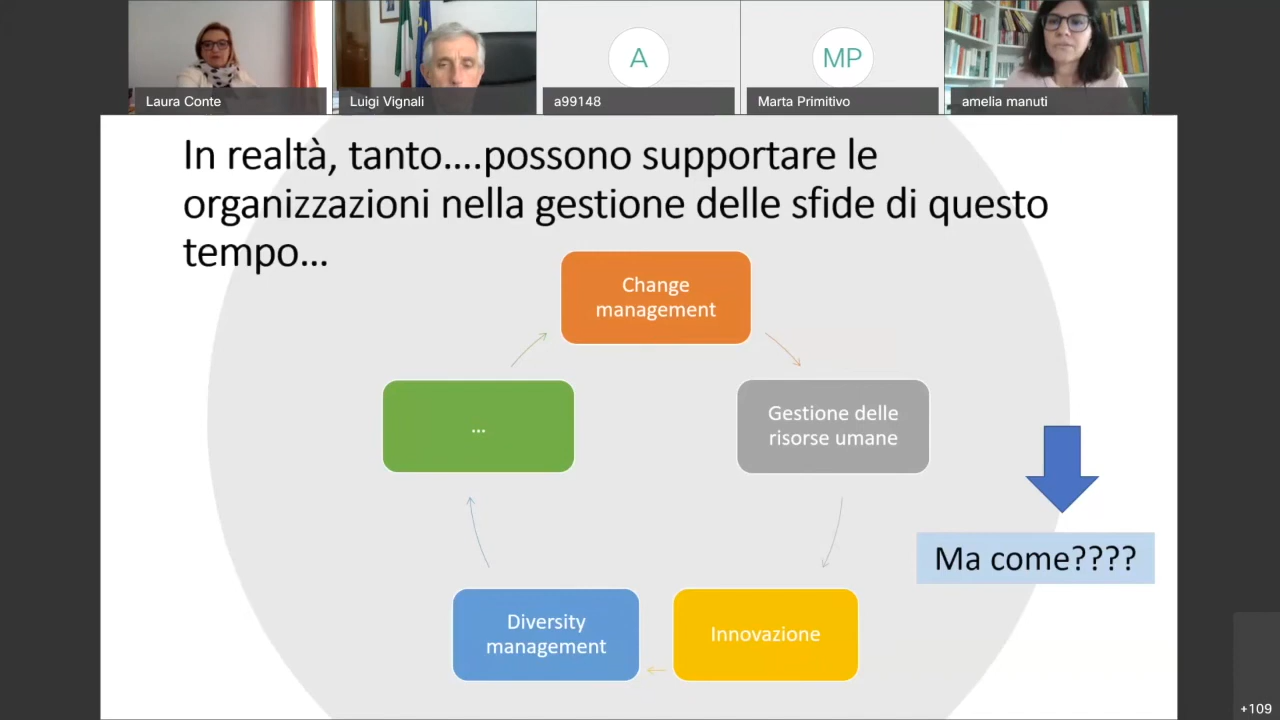 A
MP
Laura Conte
Luigi Vignali
a99148
Marta Primitivo
amelia manuti
In realtà, tanto....possono supportare le
organizzazioni nella gestione delle sfide di questo
tempo...
Change
management
...
Gestione delle
risorse umane
Ma come????
Diversity
management
Innovazione
+109